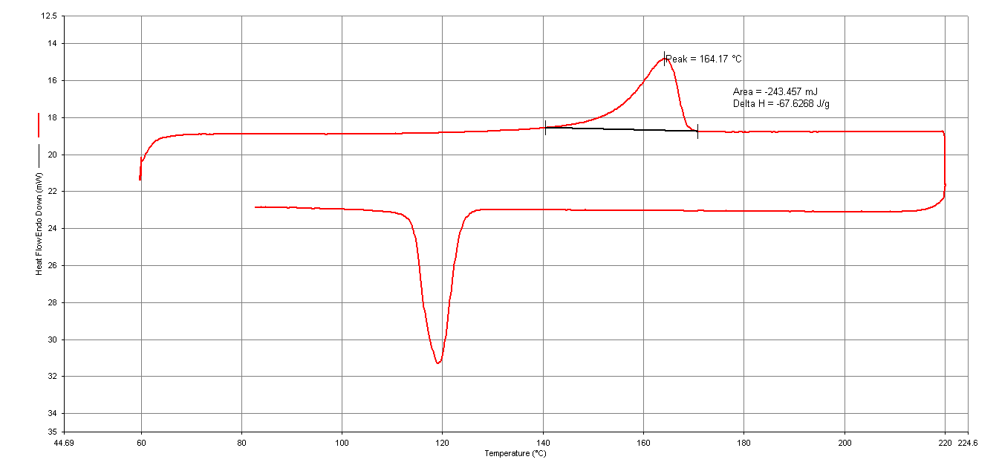 12.5
14
16
18
20
22
24
26
28
30
32
34
35
Heat Flow Endo Down (mW)
Peak = 164.17 °C
Area = -243.457 mJ
Delta H = -67.6268 J/g
44.69 60 80 100 120 140 160 180 200 220 224.6
Temperature (°C)